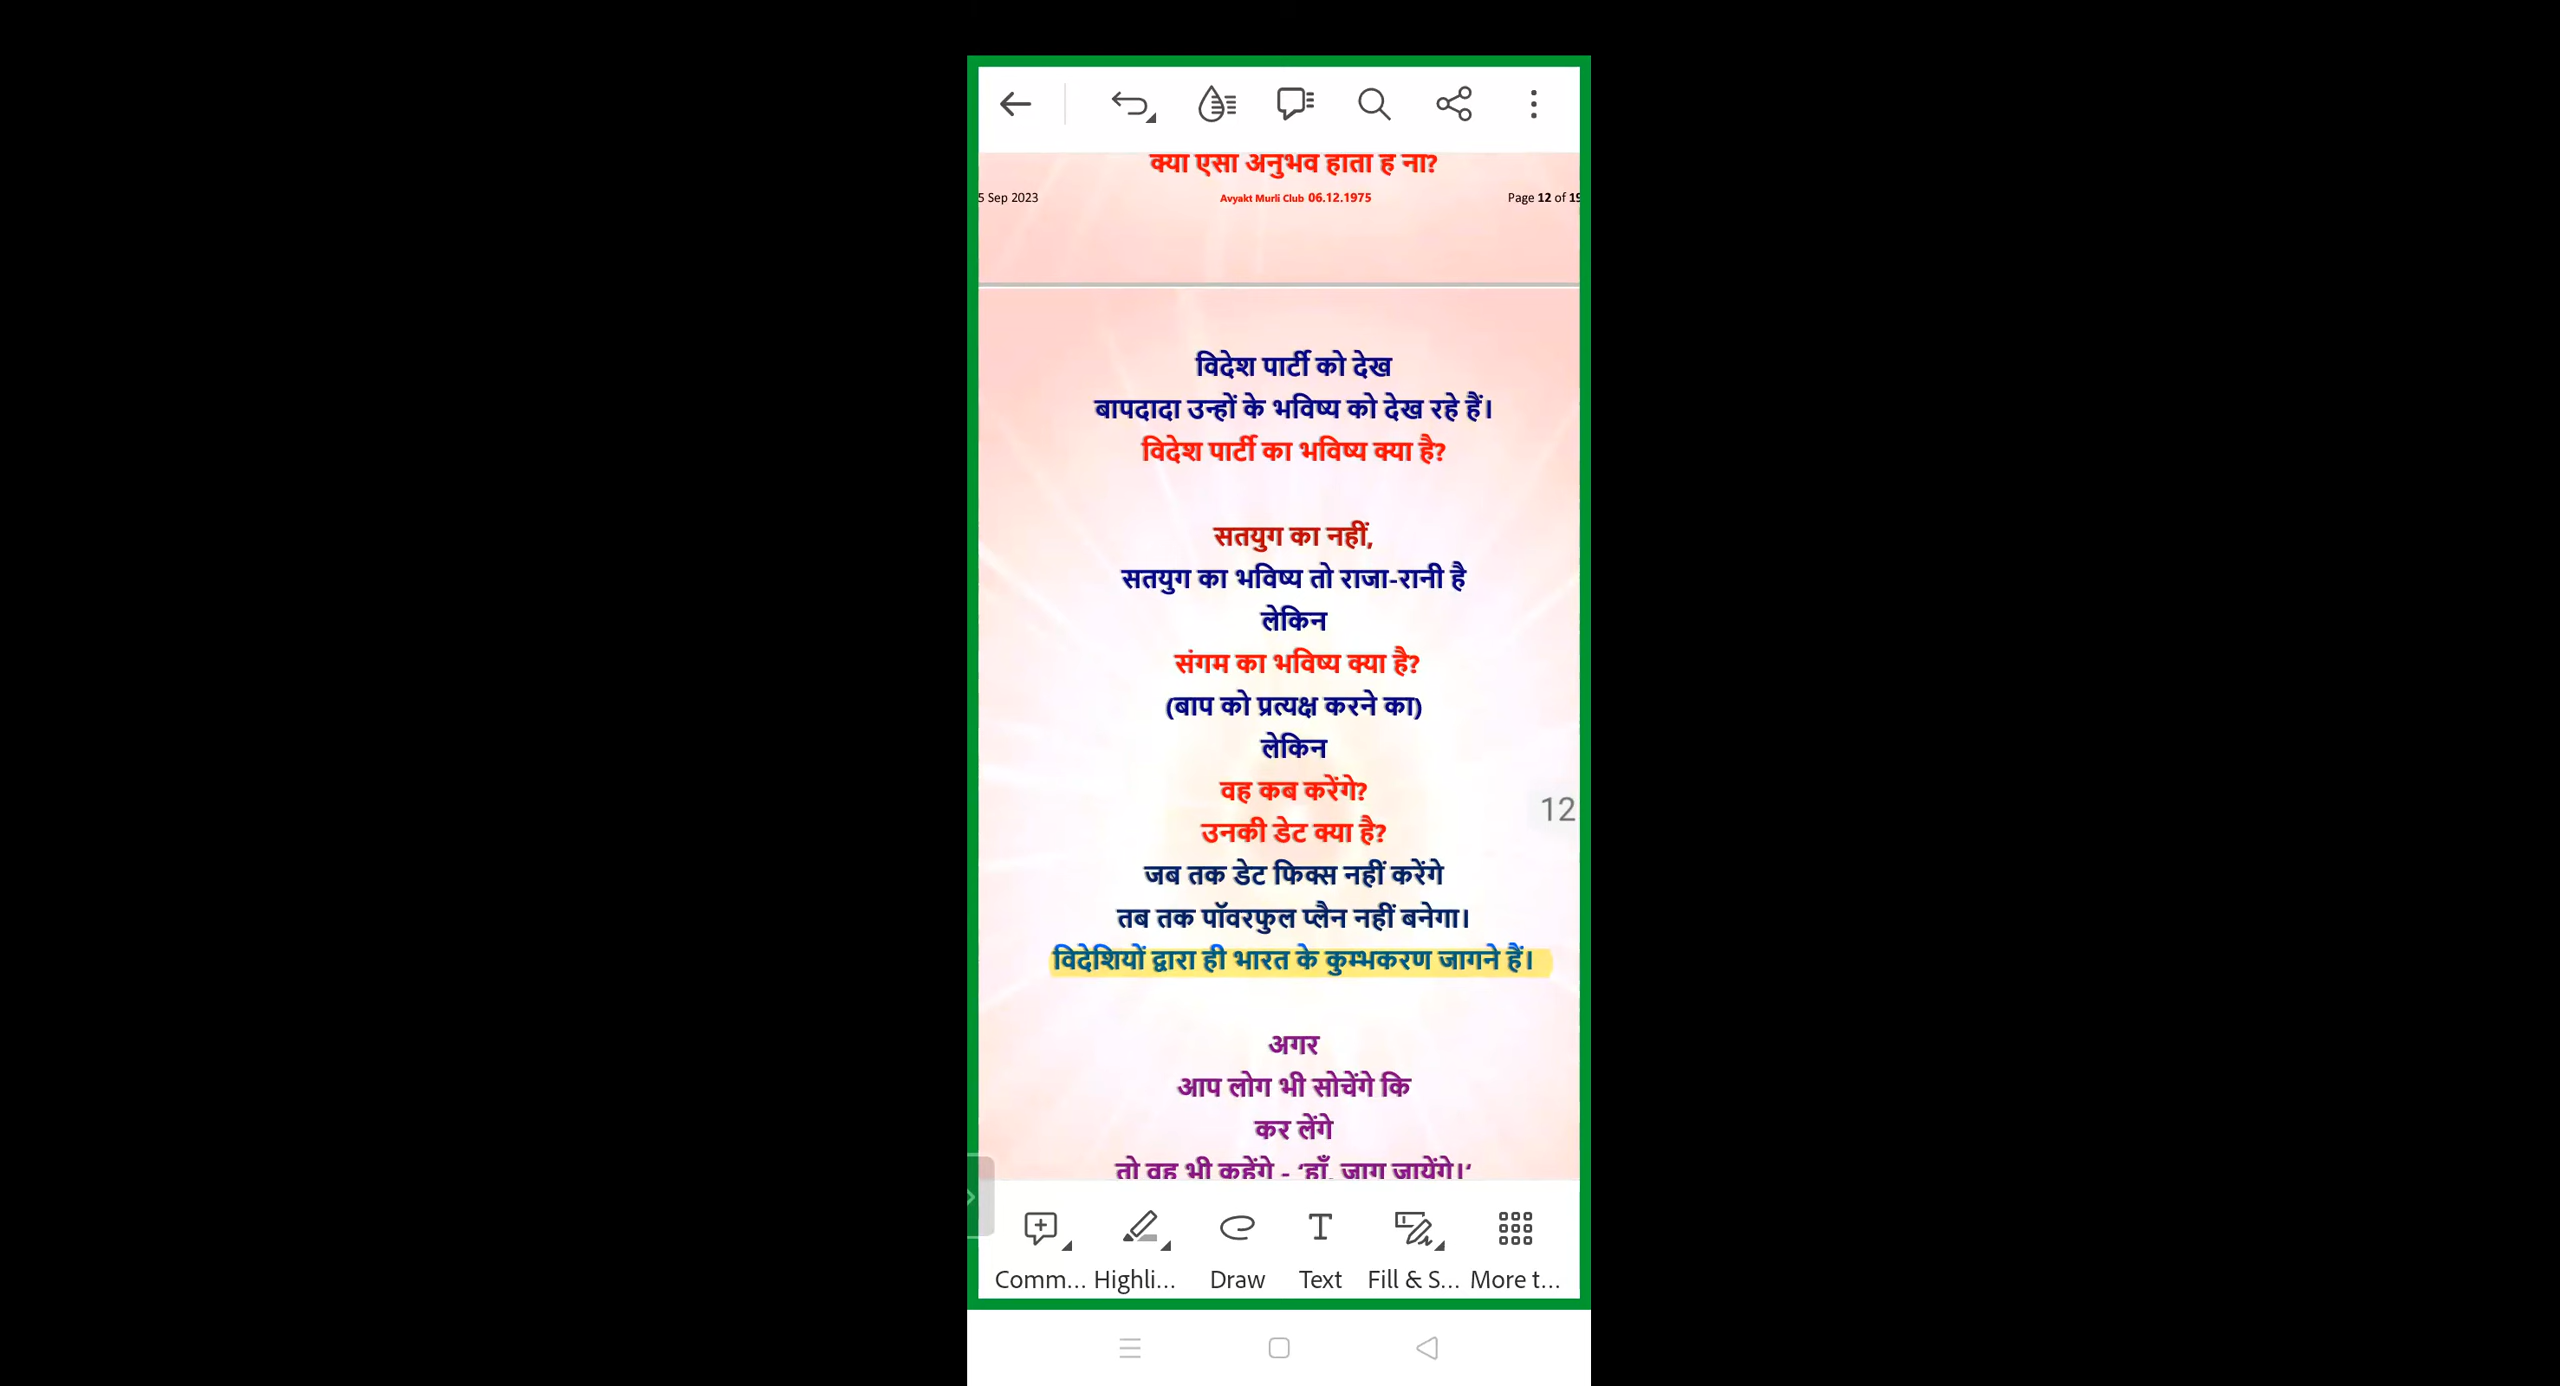 क्या ऐसा अनुभव होता है ना?
5 Sep 2023 Avyakt Murli Club 06.12.1975 Page 12 of 19
विदेश पार्टी को देख
बापदादा उन्हों के भविष्य को देख रहे हैं।
विदेश पार्टी का भविष्य क्या है?
सतयुग का नहीं,
सतयुग का भविष्य तो राजा-रानी है
लेकिन
संगम का भविष्य क्या है?
(बाप को प्रत्यक्ष करने का)
लेकिन
वह कब करेंगे?
12
उनकी डेट क्या है?
जब तक डेट फिक्स नहीं करेंगे
तब तक पॉवरफुल प्लैन नहीं बनेगा।
विदेशियों द्वारा ही भारत के कुम्भकरण जागने हैं।
अगर
आप लोग भी सोचेंगे कि
कर लेंगे
तो वह भी कहेंगे - ‘हाँ, जाग जायेंगे।‘
Comm... Highli... Draw Text Fill & S... More t...